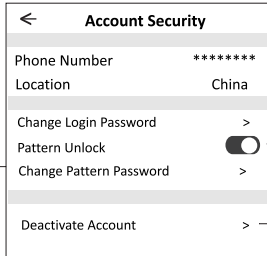 Account Security
Phone Number ********
Location China
Change Login Password >
Pattern Unlock
Change Pattern Password >
Deactivate Account >